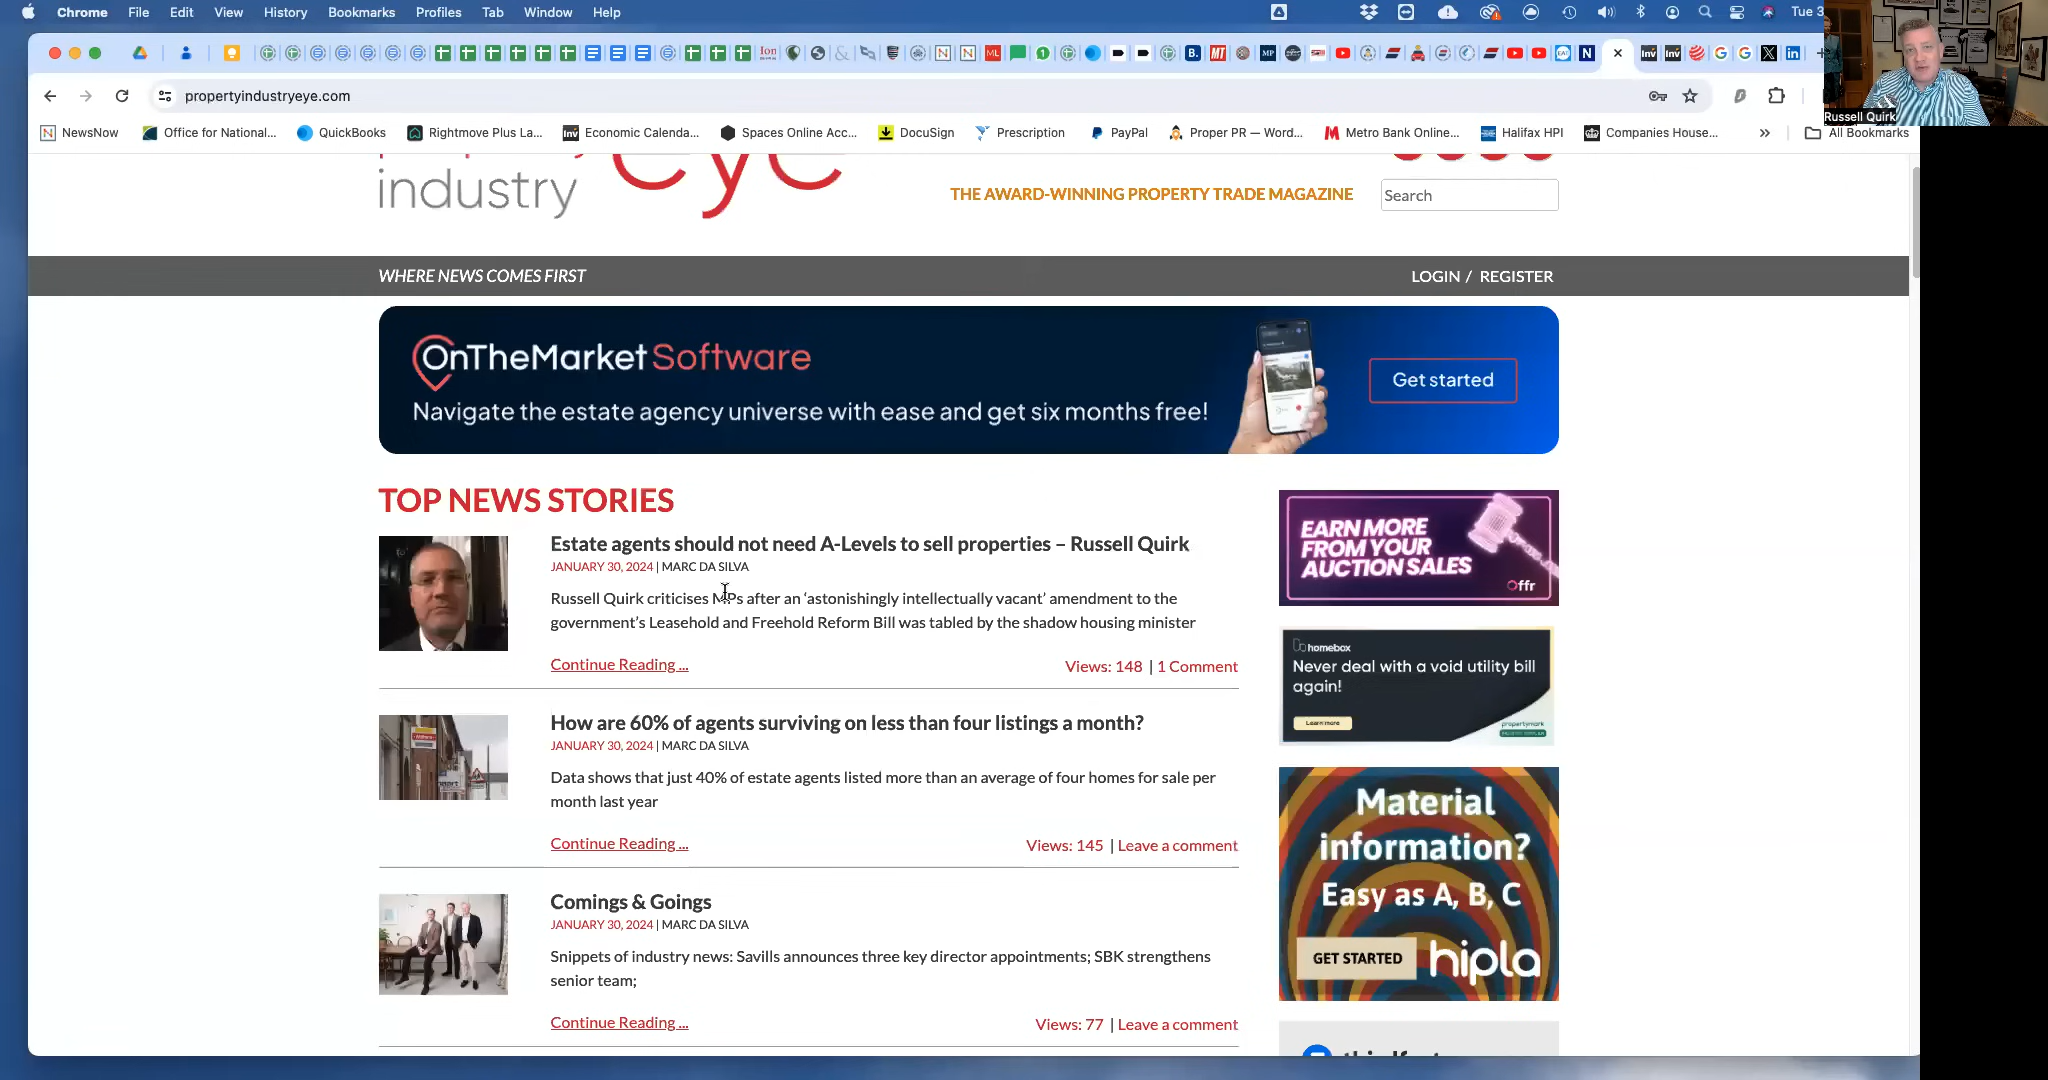 Chrome File Edit View History Bookmarks Profiles Tab Window Help
Tue 3
propertyindustryeye.com
Russell Quirk
NewsNow
Office for National...
QuickBooks
Rightmove Plus La...
Economic Calenda...
Spaces Online Acc...
DocuSign
Prescription
PayPal
Proper PR — Word...
Metro Bank Online...
Halifax HPI
Companies House...
All Bookmarks
industry eye
THE AWARD-WINNING PROPERTY TRADE MAGAZINE
Search
WHERE NEWS COMES FIRST
LOGIN / REGISTER
OnTheMarket Software
Navigate the estate agency universe with ease and get six months free!
Get started
TOP NEWS STORIES
Estate agents should not need A-Levels to sell properties – Russell Quirk
JANUARY 30, 2024 | MARC DA SILVA
Russell Quirk criticises MPs after an ‘astonishingly intellectually vacant’ amendment to the
government’s Leasehold and Freehold Reform Bill was tabled by the shadow housing minister
Continue Reading ...
Views: 148 | 1 Comment
How are 60% of agents surviving on less than four listings a month?
JANUARY 30, 2024 | MARC DA SILVA
Data shows that just 40% of estate agents listed more than an average of four homes for sale per
month last year
Continue Reading ...
Views: 145 | Leave a comment
Comings & Goings
JANUARY 30, 2024 | MARC DA SILVA
Snippets of industry news: Savills announces three key director appointments; SBK strengthens
senior team;
Continue Reading ...
Views: 77 | Leave a comment
EARN MORE
FROM YOUR
AUCTION SALES
Offr
homebox
Never deal with a void utility bill
again!
Learn more
propertymark
Material
information?
Easy as A, B, C
GET STARTED
hipla